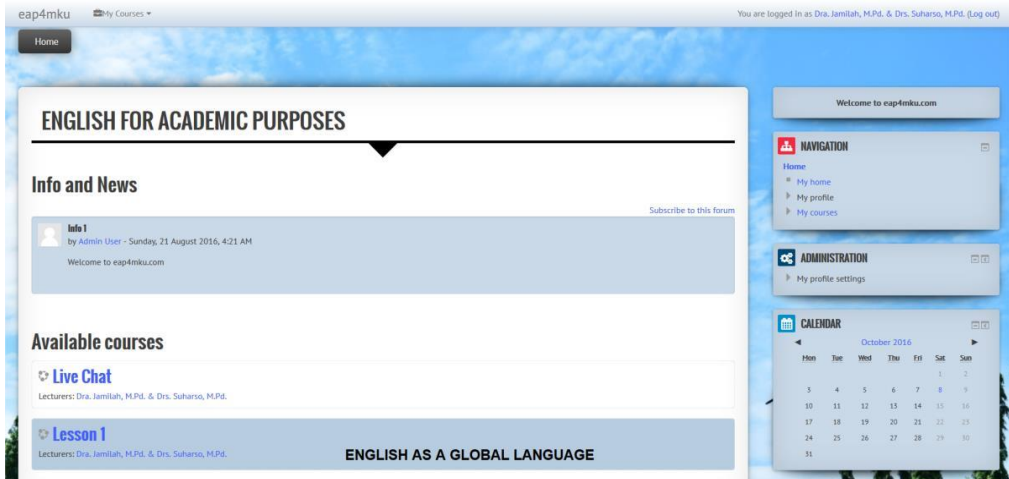 eap4mku My Courses You are logged in as Dra. Jamilah, M.Pd. & Drs. Suharso, M.Pd. (Log out)
Home
ENGLISH FOR ACADEMIC PURPOSES
Info and News
Subscribe to this forum
Info 1
by Admin User - Sunday, 21 August 2016, 4:21 AM
Welcome to eap4mku.com
Available courses
Live Chat
Lecturers: Dra. Jamilah, M.Pd. & Drs. Suharso, M.Pd.
Lesson 1
Lecturers: Dra. Jamilah, M.Pd. & Drs. Suharso, M.Pd.
ENGLISH AS A GLOBAL LANGUAGE
Welcome to eap4mku.com
NAVIGATION
Home
My home
My profile
My courses
ADMINISTRATION
My profile settings
CALENDAR
October 2016
Mon Tue Wed Thu Fri Sat Sun
1 2
3 4 5 6 7 8 9
10 11 12 13 14 15 16
17 18 19 20 21 22 23
24 25 26 27 28 29 30
31